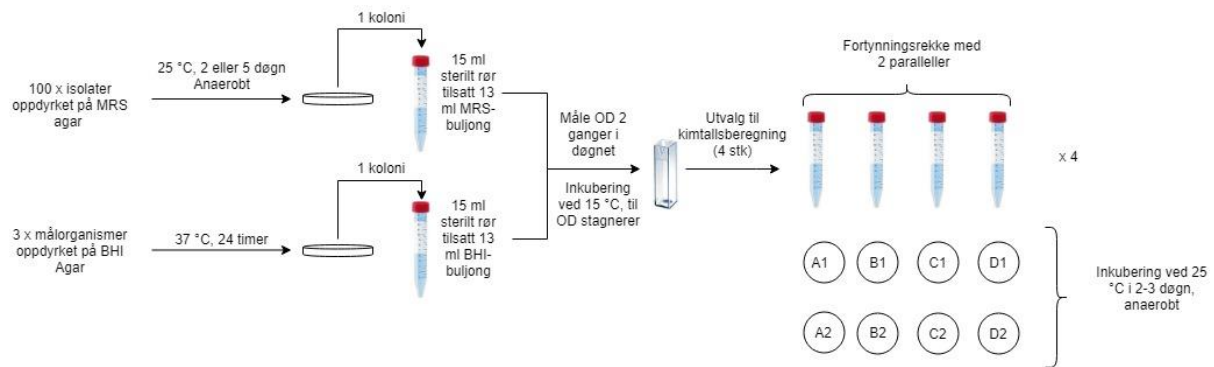 1 koloni
25 °C, 2 eller 5 døgn
Anaerobt
100 x isolater
oppdyrket på MRS
agar
15 ml
sterilt rør
tilsatt 13
ml MRS-
buljong
1 koloni
37 °C, 24 timer
3 x målorganismer
oppdyrket på BHI
Agar
15 ml
sterilt rør
tilsatt 13
ml BHI-
buljong
Måle OD 2
ganger i
døgnet
Inkubering
ved 15 °C, til
OD stagnerer
Utvalg til
kimtallsberegning
(4 stk)
Fortynningsrekke med
2 paralleller
x 4
A1 B1 C1 D1
A2 B2 C2 D2
Inkubering ved 25
°C i 2-3 døgn,
anaerobt